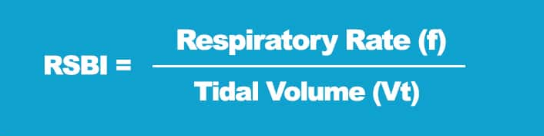 Respiratory Rate (f)
RSBI =
Tidal Volume (Vt)